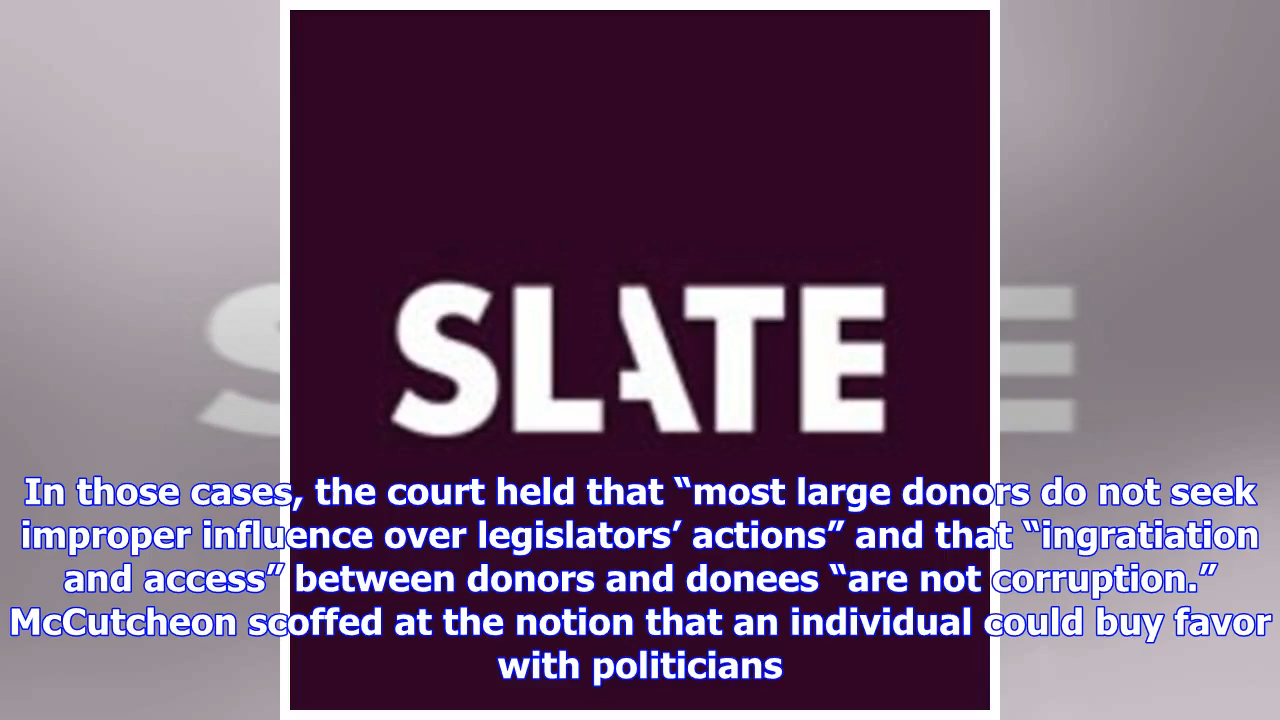 SLATE
In those cases, the court held that “most large donors do not seek
improper influence over legislators’ actions” and that “ingratiation
and access” between donors and donees “are not corruption.”
McCutcheon scoffed at the notion that an individual could buy favor
with politicians